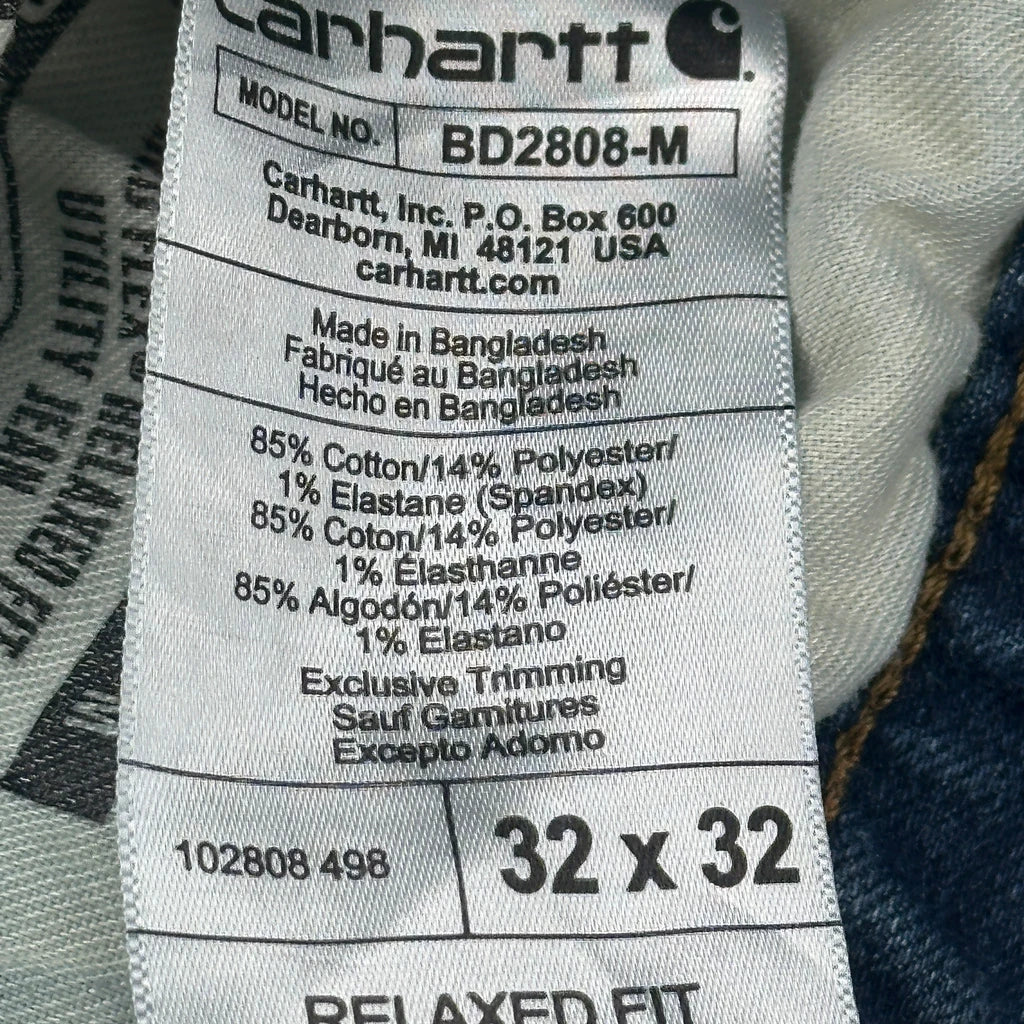 carhartt
MODEL NO. BD2808-M
Carhartt, Inc. P.O. Box 600
Dearborn, MI 48121 USA
carhartt.com
Made in Bangladesh
Fabriqué au Bangladesh
Hecho en Bangladesh
85% Cotton/14% Polyester/
1% Elastane (Spandex)
85% Coton/14% Polyester/
1% Élasthanne
85% Algodón/14% Poliéster/
1% Elastano
Exclusive Trimming
Sauf Garnitures
Excepto Adorno
102808 498
32 x 32
RELAXED FIT
RELAXED FIT
UTILITY JEAN